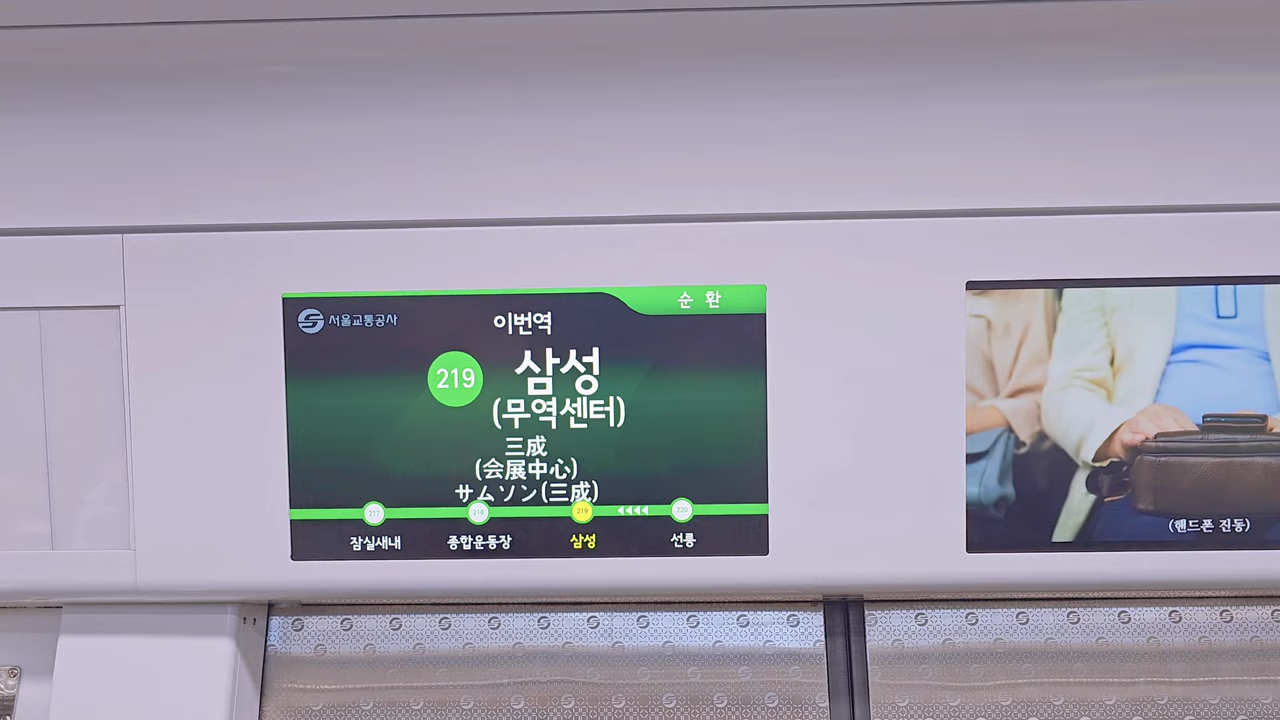 순 환
서울교통공사
이번역
219
삼성
(무역센터)
三成
(会展中心)
サムソン(三成)
217
218
219
220
잠실새내
종합운동장
삼성
선릉
(핸드폰 진동)